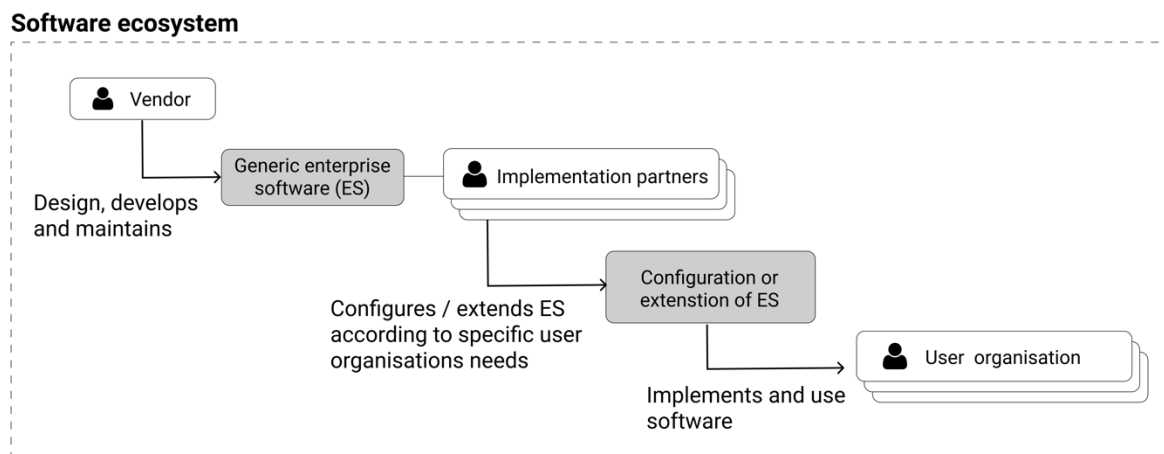 Software ecosystem
Vendor
Generic enterprise
software (ES)
Implementation partners
Design, develops
and maintains
Configuration or
extenstion of ES
Configures / extends ES
according to specific user
organisations needs
User organisation
Implements and use
software